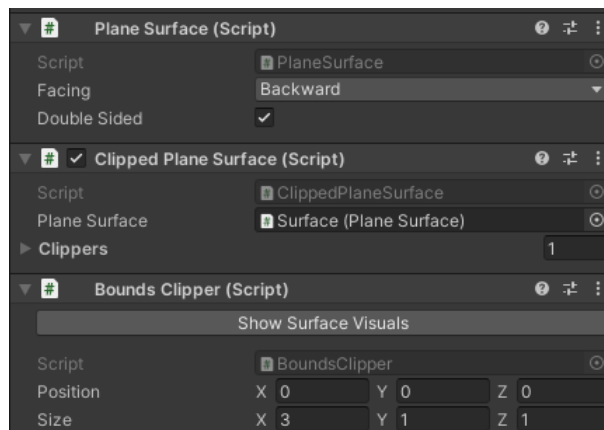 Plane Surface (Script)
Script PlaneSurface
Facing Backward
Double Sided
Clipped Plane Surface (Script)
Script ClippedPlaneSurface
Plane Surface Surface (Plane Surface)
Clippers 1
Bounds Clipper (Script)
Show Surface Visuals
Script BoundsClipper
Position X 0 Y 0 Z 0
Size X 3 Y 1 Z 1